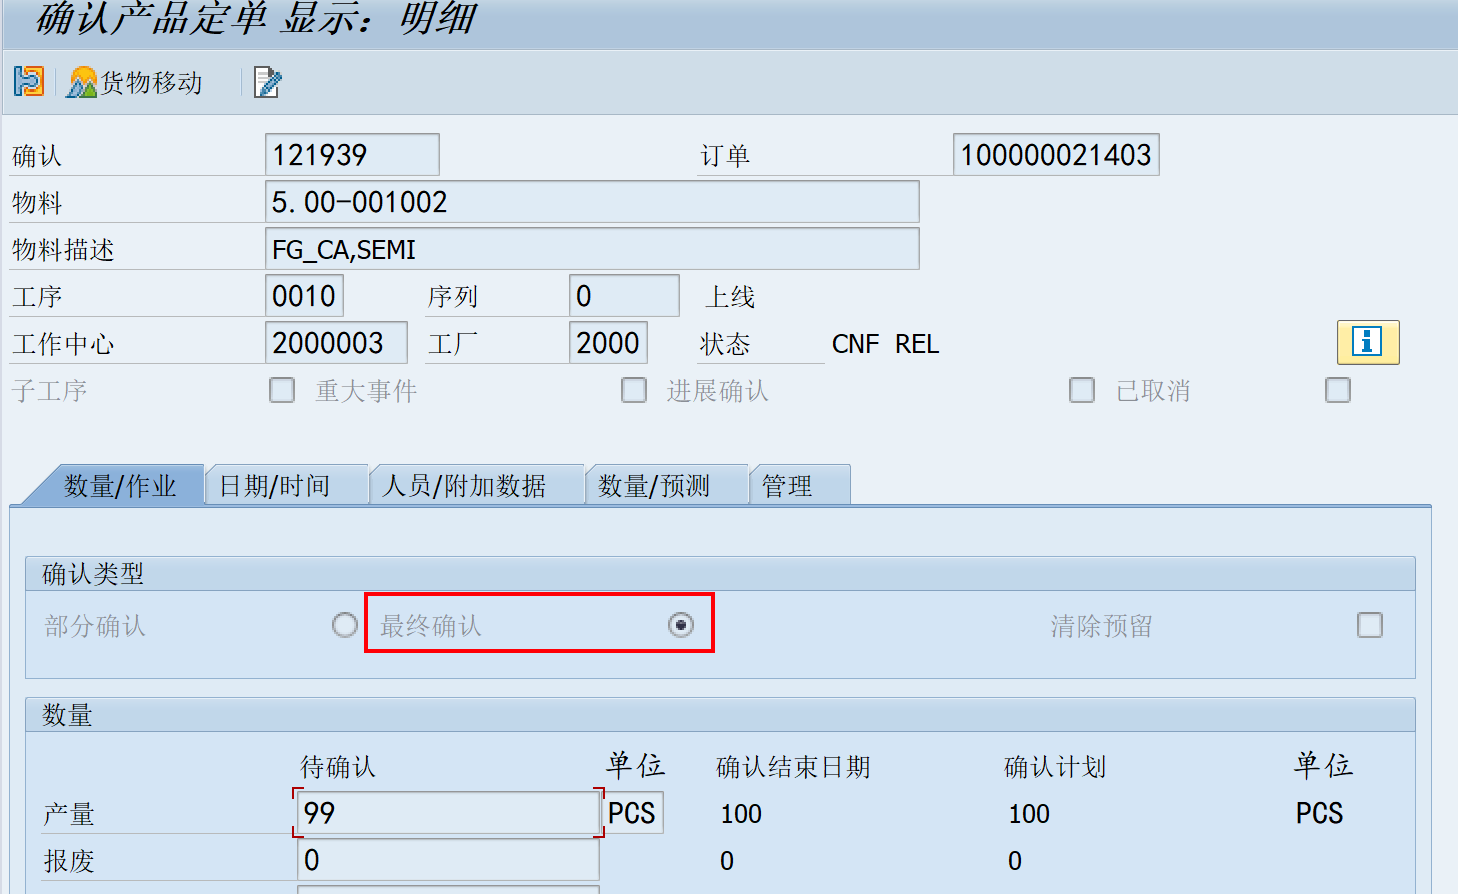 确认产品定单 显示：明细
货物移动
确认 121939 订单 100000021403
物料 5.00-001002
物料描述 FG_CA,SEMI
工序 0010 序列 0 上线
工作中心 2000003 工厂 2000 状态 CNF REL
子工序 重大事件 进展确认 已取消
数量/作业 日期/时间 人员/附加数据 数量/预测 管理
确认类型
部分确认 最终确认 清除预留
数量
待确认 单位 确认结束日期 确认计划 单位
产量 99 PCS 100 100 PCS
报废 0 0 0